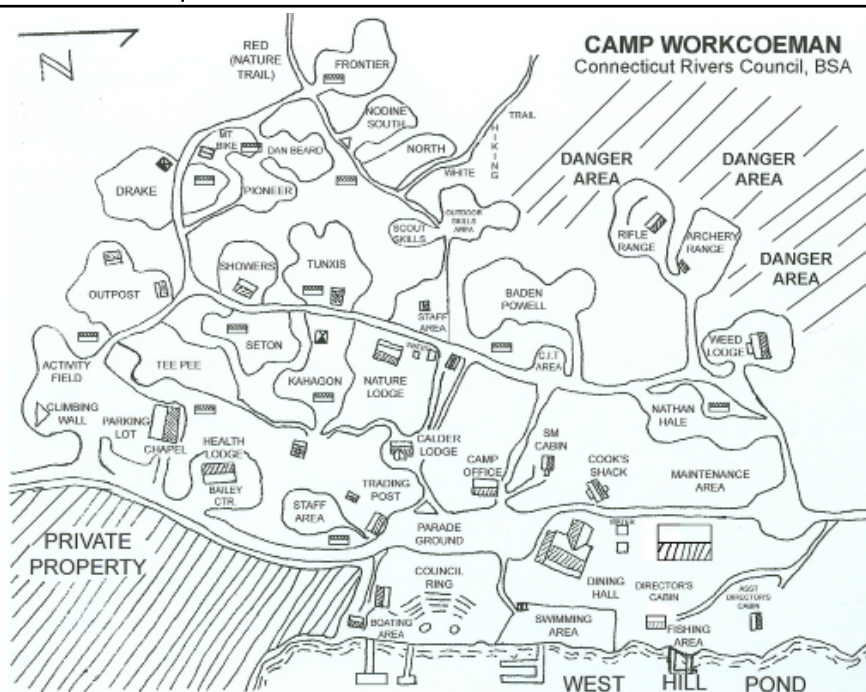 CAMP WORKCOEMAN
Connecticut Rivers Council, BSA
N
RED
(NATURE
TRAIL)
FRONTIER
NODINE
SOUTH
NORTH
TRAIL
HIKING
WHITE
DANGER
AREA
DANGER
AREA
DANGER
AREA
MT.
BIKE
DAN BEARD
DRAKE
PIONEER
SCOUT
SKILLS
OUTDOOR
SKILLS
AREA
RIFLE
RANGE
ARCHERY
RANGE
OUTPOST
SHOWERS
TUNXIS
STAFF
AREA
BADEN
POWELL
WEED
LODGE
ACTIVITY
FIELD
TEE PEE
SETON
KAHAGON
NATURE
LODGE
WATER
C.I.T
AREA
NATHAN
HALE
CLIMBING
WALL
PARKING
LOT
CHAPEL
HEALTH
LODGE
BAILEY
CTR.
CALDER
LODGE
CAMP
OFFICE
SM
CABIN
COOK'S
SHACK
MAINTENANCE
AREA
STAFF
AREA
TRADING
POST
PARADE
GROUND
PRIVATE
PROPERTY
COUNCIL
RING
WATER
DINING
HALL
DIRECTOR'S
CABIN
ASST
DIRECTOR'S
CABIN
BOATING
AREA
SWIMMING
AREA
FISHING
AREA
WEST HILL POND